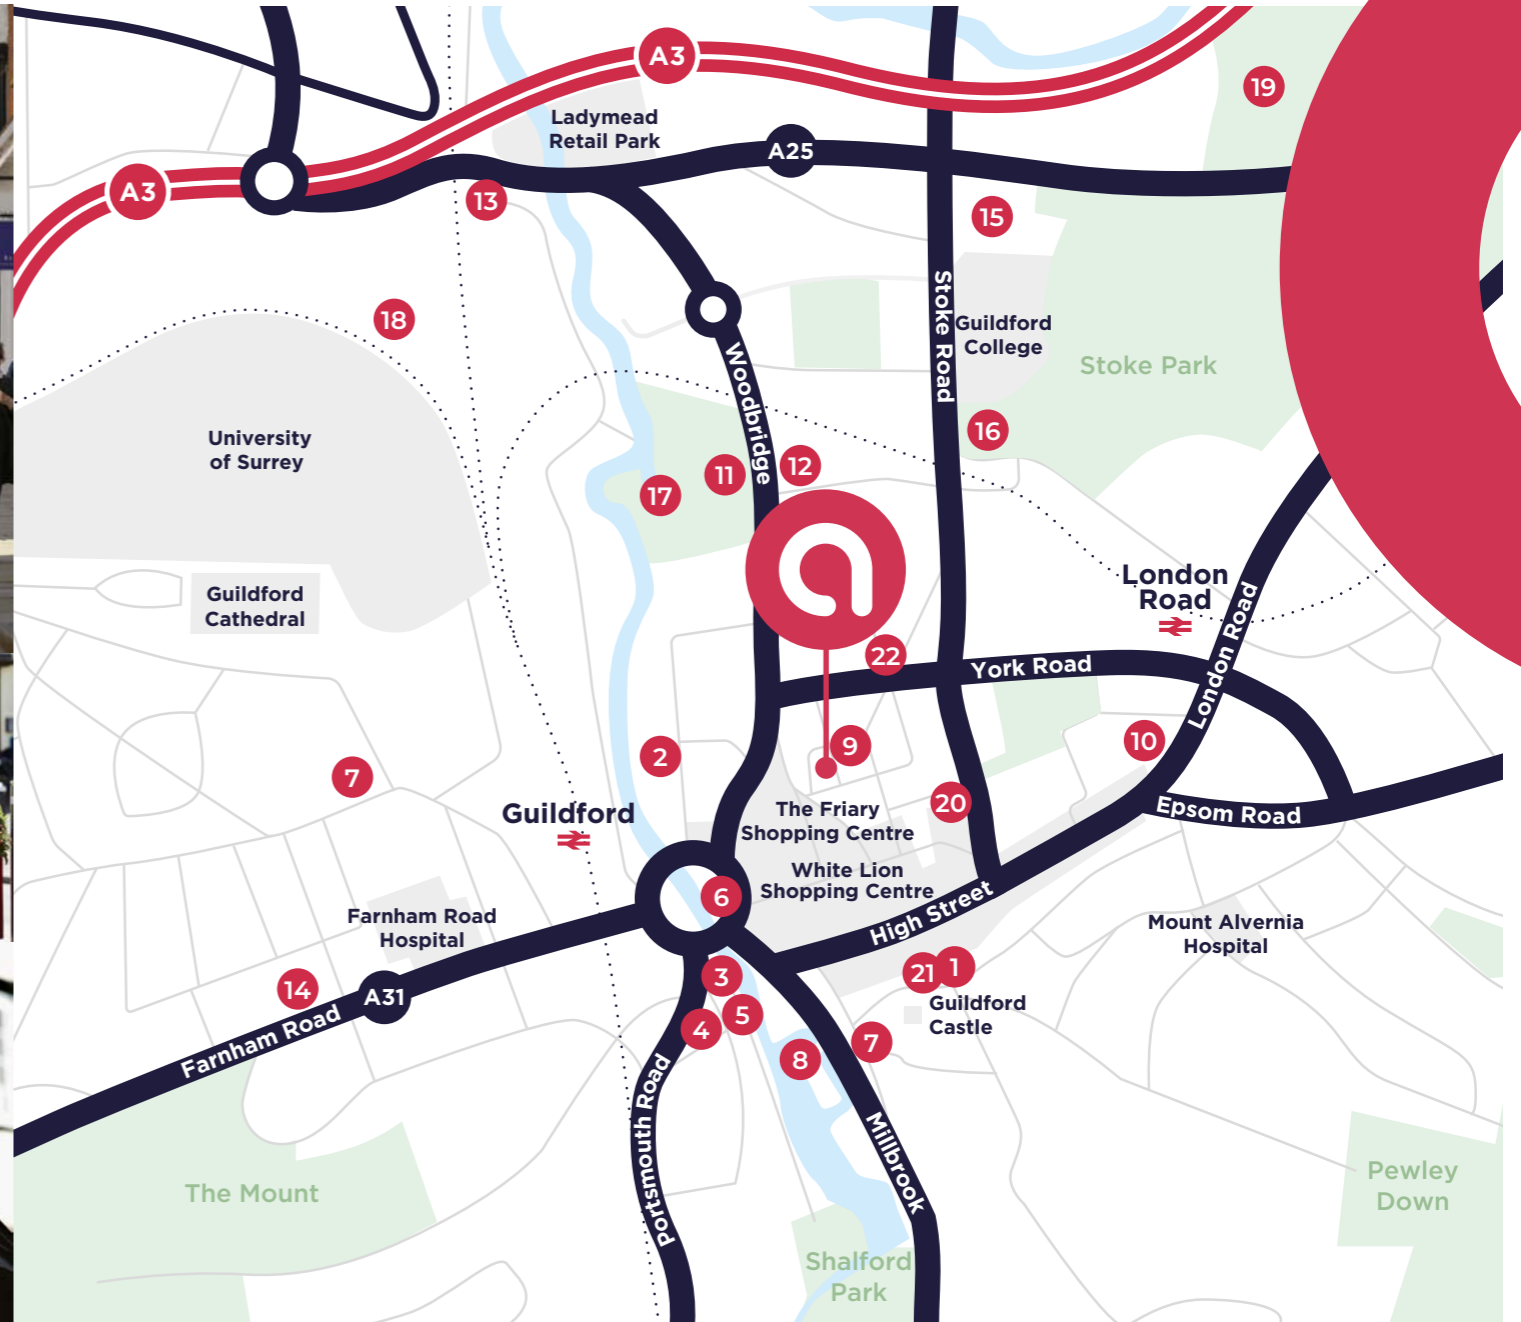 A3
19
Ladymead
Retail Park
A25
A3
13
15
Stoke Road
18
Guildford
College
Woodbridge
Stoke Park
University
of Surrey
16
12
11
17
London
Road
Guildford
Cathedral
London Road
22
York Road
10
9
2
7
20
Guildford
The Friary
Shopping Centre
Epsom Road
White Lion
Shopping Centre
6
High Street
Farnham Road
Hospital
Mount Alvernia
Hospital
21
1
3
14
A31
Guildford
Castle
5
4
7
8
Farnham Road
Portsmouth Road
Millbrook
The Mount
Pewley
Down
Shalford
Park